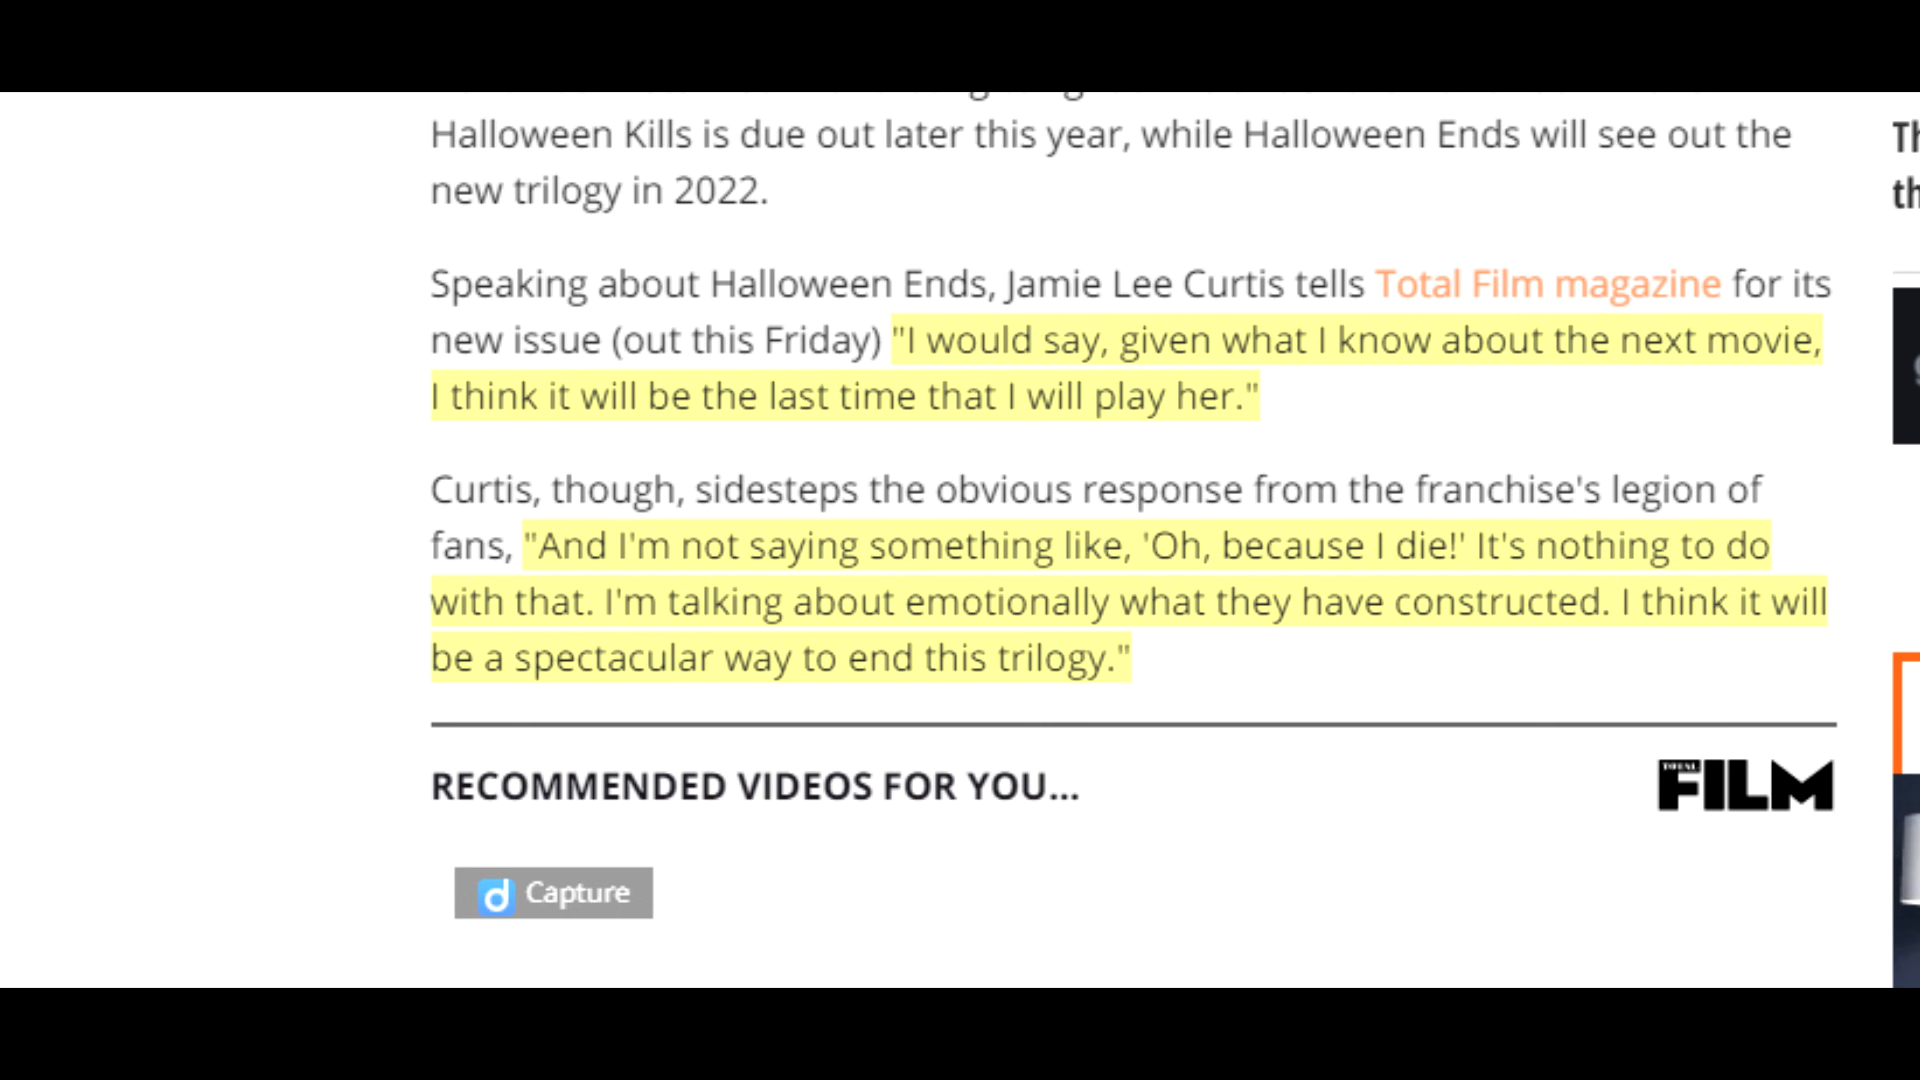 Halloween Kills is due out later this year, while Halloween Ends will see out the
new trilogy in 2022.
Speaking about Halloween Ends, Jamie Lee Curtis tells Total Film magazine for its
new issue (out this Friday) "I would say, given what I know about the next movie,
I think it will be the last time that I will play her."
Curtis, though, sidesteps the obvious response from the franchise's legion of
fans, "And I'm not saying something like, 'Oh, because I die!' It's nothing to do
with that. I'm talking about emotionally what they have constructed. I think it will
be a spectacular way to end this trilogy."
RECOMMENDED VIDEOS FOR YOU...
TOTAL FILM
d Capture